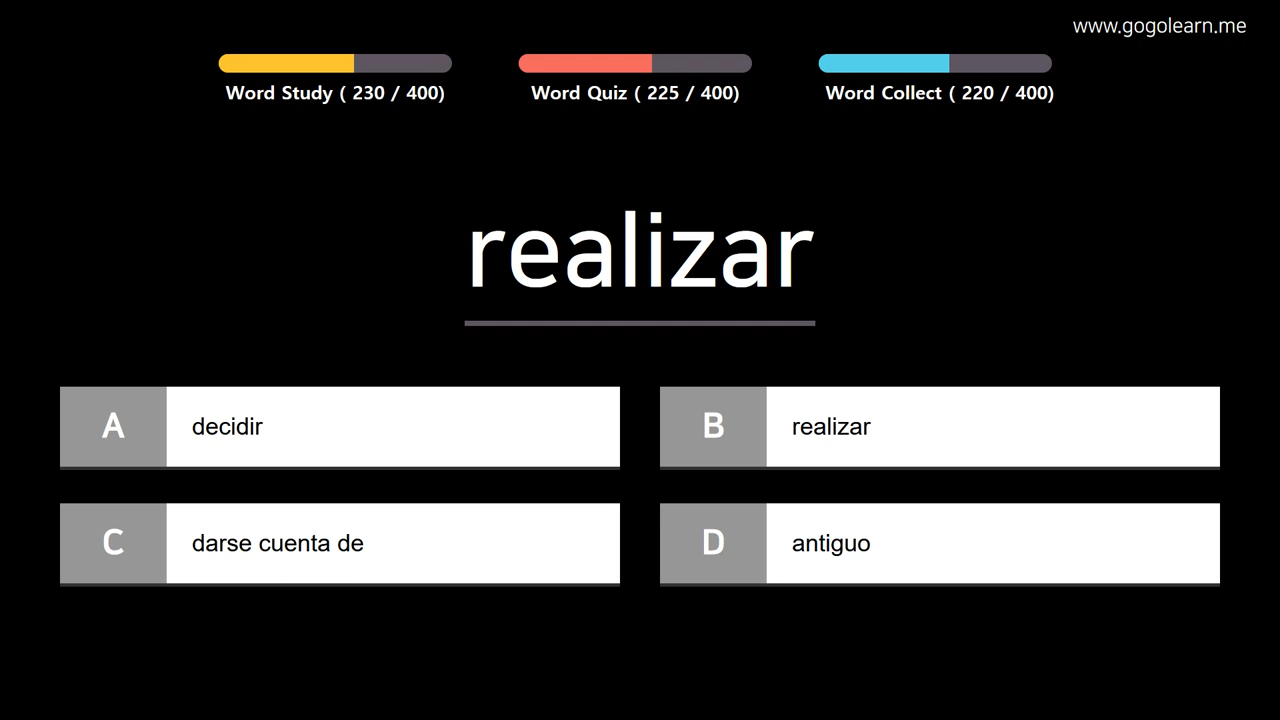 www.gogolearn.me
Word Study ( 230 / 400)
Word Quiz ( 225 / 400)
Word Collect ( 220 / 400)
realizar
A decidir
B realizar
C darse cuenta de
D antiguo